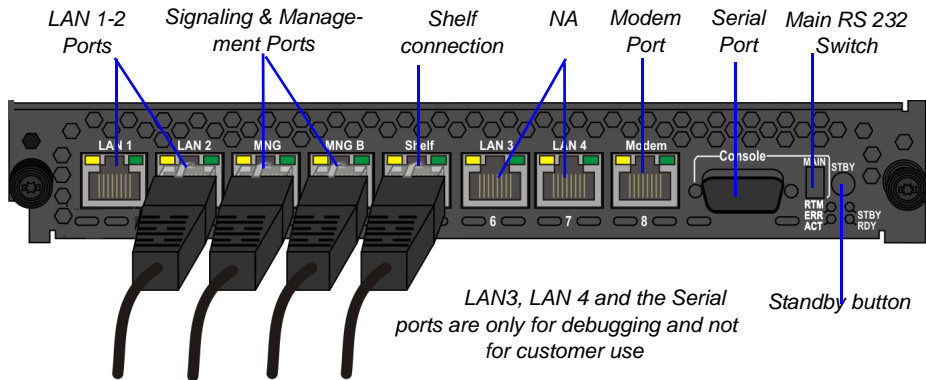 LAN 1-2
Ports
Signaling & Manage-
ment Ports
Shelf
connection
NA
Modem
Port
Serial
Port
Main RS 232
Switch
LAN 1
LAN 2
MNG
MNG B
Shelf
LAN 3
LAN 4
Modem
Console
MAIN
STBY
6
7
8
RTM
ERR
ACT
STBY
RDY
LAN3, LAN 4 and the Serial
ports are only for debugging and not
for customer use
Standby button